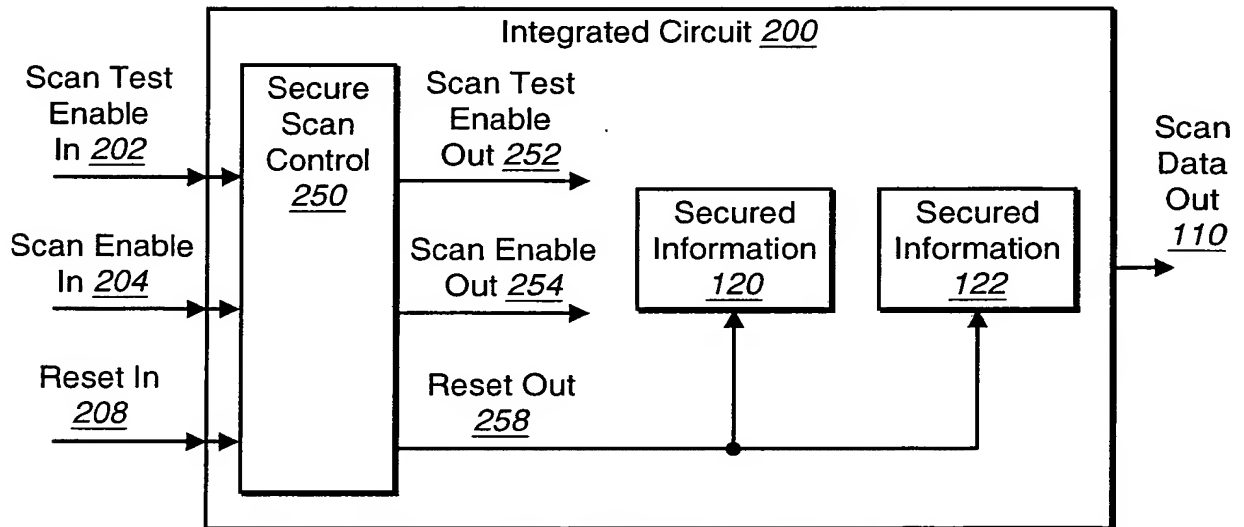 Integrated Circuit 200
Scan Test
Enable
In 202
Scan Enable
In 204
Reset In
208
Secure
Scan
Control
250
Scan Test
Enable
Out 252
Scan Enable
Out 254
Reset Out
258
Secured
Information
120
Secured
Information
122
Scan
Data
Out
110